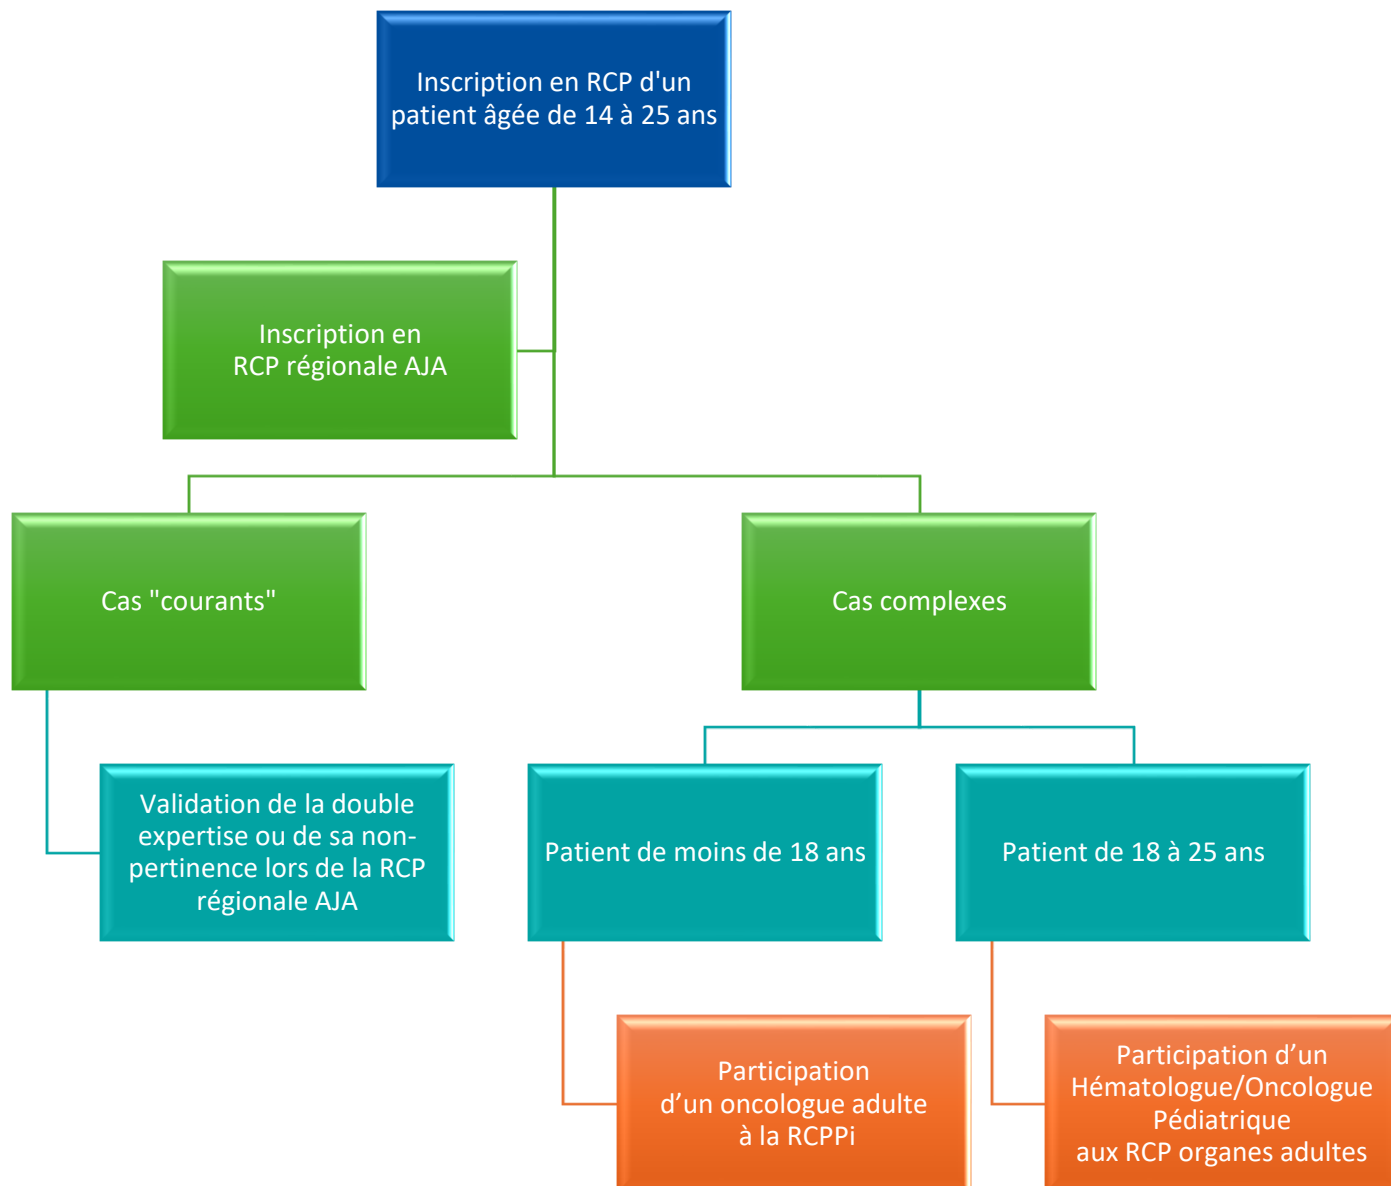 Inscription en RCP d'un
patient âgée de 14 à 25 ans
Inscription en
RCP régionale AJA
Cas "courants"
Cas complexes
Validation de la double
expertise ou de sa non-
pertinence lors de la RCP
régionale AJA
Patient de moins de 18 ans
Patient de 18 à 25 ans
Participation
d’un oncologue adulte
à la RCPPi
Participation d’un
Hématologue/Oncologue
Pédiatrique
aux RCP organes adultes